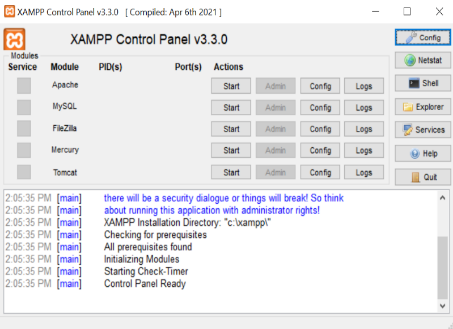 XAMPP Control Panel v3.3.0 [ Compiled: Apr 6th 2021 ]
XAMPP Control Panel v3.3.0
Config
Modules
Service Module PID(s) Port(s) Actions
Netstat
Apache Start Admin Config Logs
Shell
MySQL Start Admin Config Logs
Explorer
FileZilla Start Admin Config Logs
Services
Mercury Start Admin Config Logs
Help
Tomcat Start Admin Config Logs
Quit
2:05:35 PM [main] there will be a security dialogue or things will break! So think
2:05:35 PM [main] about running this application with administrator rights!
2:05:35 PM [main] XAMPP Installation Directory: "c:\xampp\"
2:05:35 PM [main] Checking for prerequisites
2:05:35 PM [main] All prerequisites found
2:05:35 PM [main] Initializing Modules
2:05:35 PM [main] Starting Check-Timer
2:05:35 PM [main] Control Panel Ready